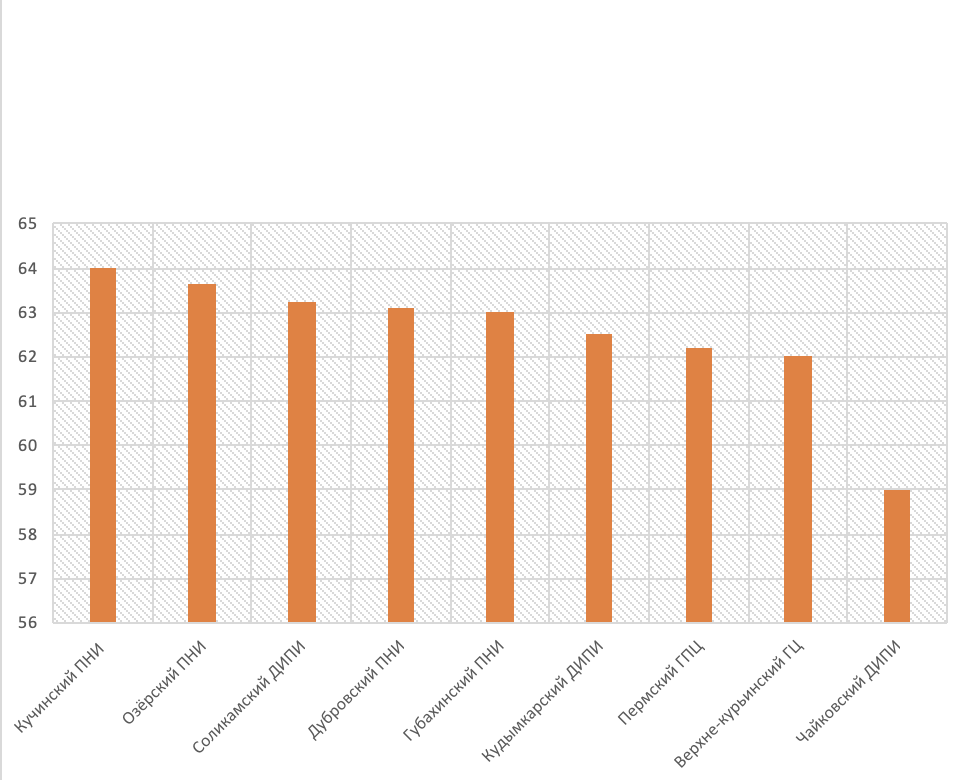 65
64
63
62
61
60
59
58
57
56
Кучинский ПНИ
Озёрский ПНИ
Соликамский ДИПИ
Дубровский ПНИ
Губахинский ПНИ
Кудымкарский ДИПИ
Пермский ГПЦ
Верхне-курьинский ГЦ
Чайковский ДИПИ